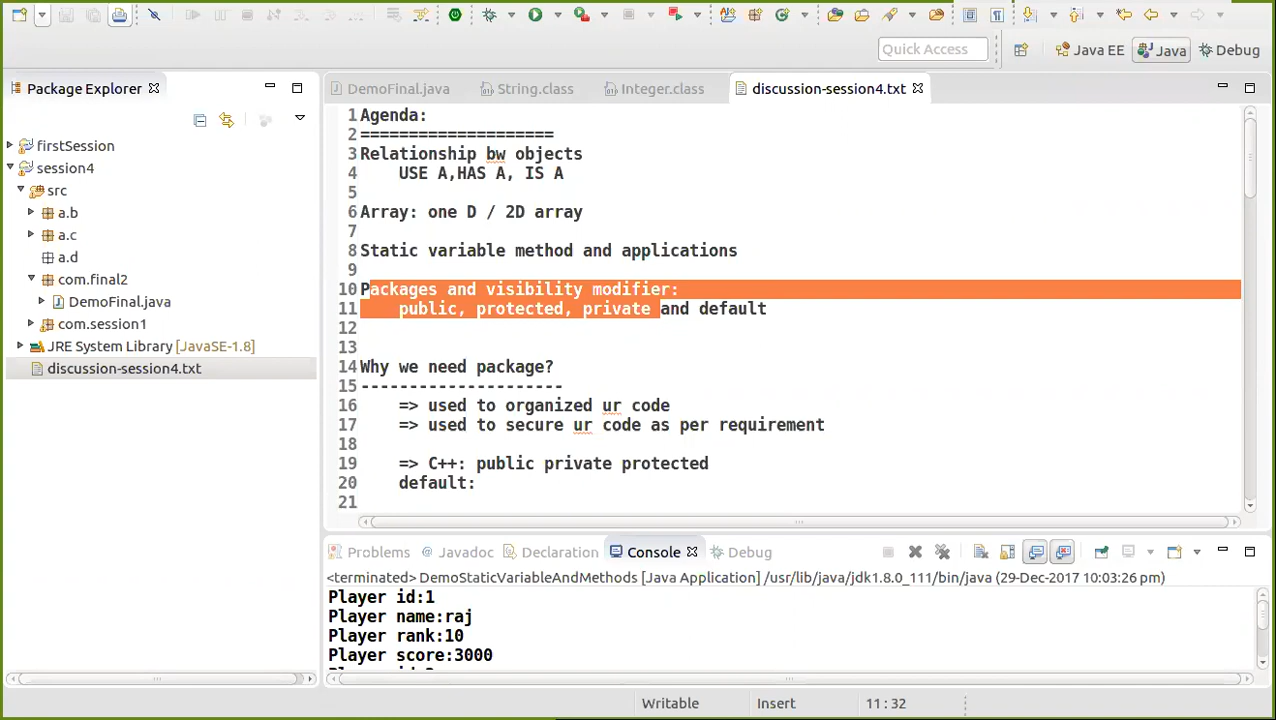 Quick Access
Java EE
Java
Debug
Package Explorer
DemoFinal.java
String.class
Integer.class
discussion-session4.txt
firstSession
session4
src
a.b
a.c
a.d
com.final2
DemoFinal.java
com.session1
JRE System Library [JavaSE-1.8]
discussion-session4.txt
1 Agenda:
2 ====================
3 Relationship bw objects
4 USE A,HAS A, IS A
5
6 Array: one D / 2D array
7
8 Static variable method and applications
9
10 Packages and visibility modifier:
11 public, protected, private and default
12
13
14 Why we need package?
15 ---------------------
16 => used to organized ur code
17 => used to secure ur code as per requirement
18
19 => C++: public private protected
20 default:
21
Problems
@ Javadoc
Declaration
Console
Debug
<terminated> DemoStaticVariableAndMethods [Java Application] /usr/lib/java/jdk1.8.0_111/bin/java (29-Dec-2017 10:03:26 pm)
Player id:1
Player name:raj
Player rank:10
Player score:3000
Writable
Insert
11 : 32